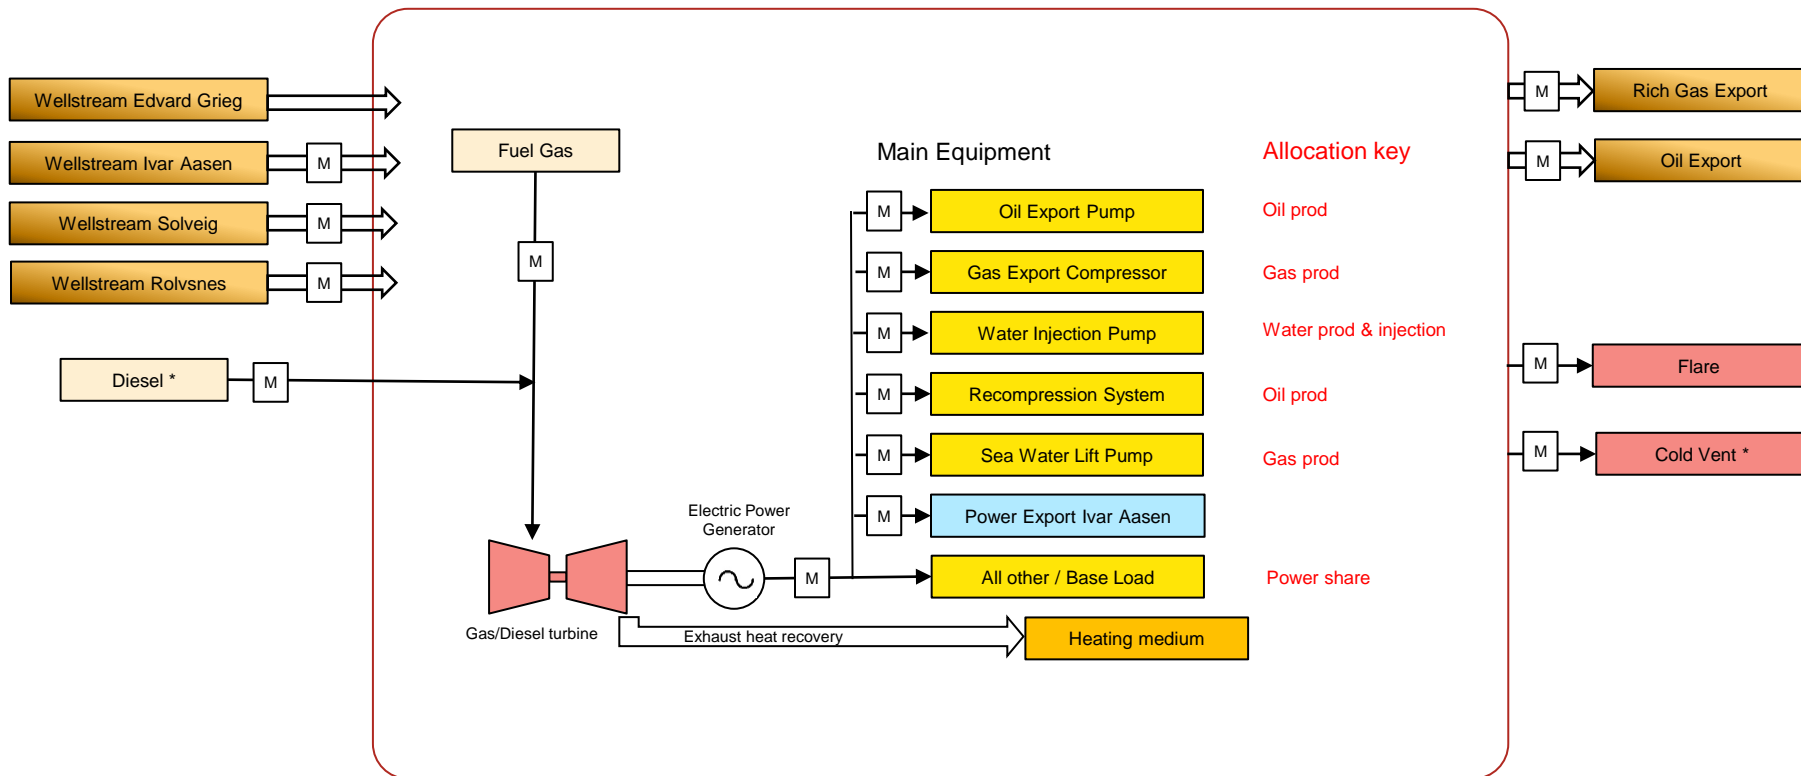 Wellstream Edvard Grieg
Wellstream Ivar Aasen
M
Wellstream Solveig
M
Wellstream Rolvsnes
M
Diesel *
M
Fuel Gas
M
Gas/Diesel turbine
Electric Power
Generator
M
Exhaust heat recovery
Heating medium
Main Equipment
Allocation key
M
Oil Export Pump
Oil prod
M
Gas Export Compressor
Gas prod
M
Water Injection Pump
Water prod & injection
M
Recompression System
Oil prod
M
Sea Water Lift Pump
Gas prod
M
Power Export Ivar Aasen
All other / Base Load
Power share
M
Rich Gas Export
M
Oil Export
M
Flare
M
Cold Vent *